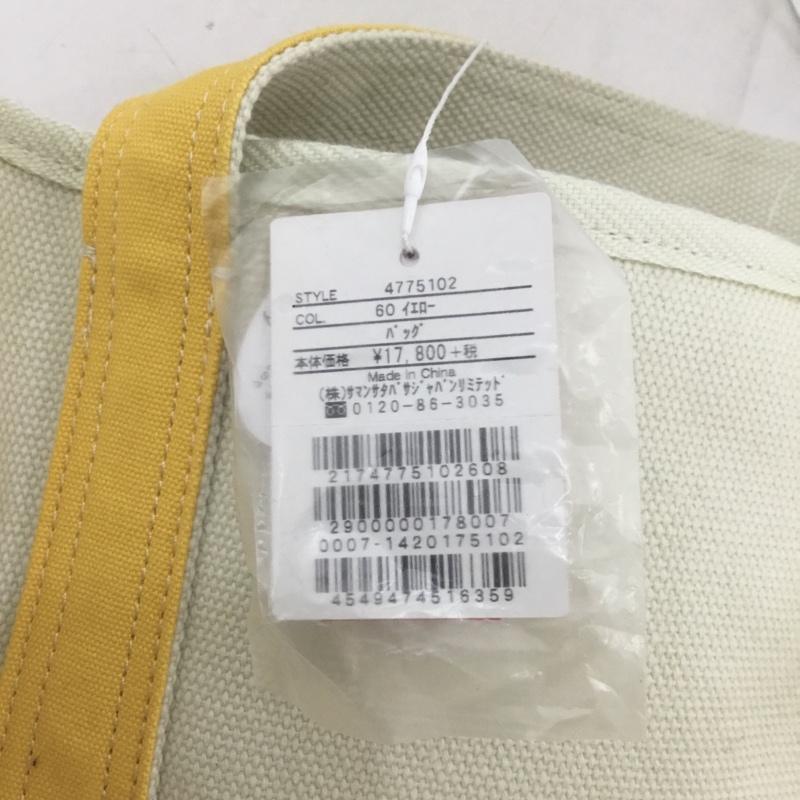 STYLE 4775102
COL. 60 ｲｴﾛｰ
ﾊﾞｯｸﾞ
本体価格 ¥17,800+税
Made in China
(株)ｻﾏﾝｻﾀﾊﾞｻｼﾞｬﾊﾟﾝﾘﾐﾃｯﾄﾞ
0120-86-3035
2174775102608
2900000178007
0007-1420175102
4549474516359